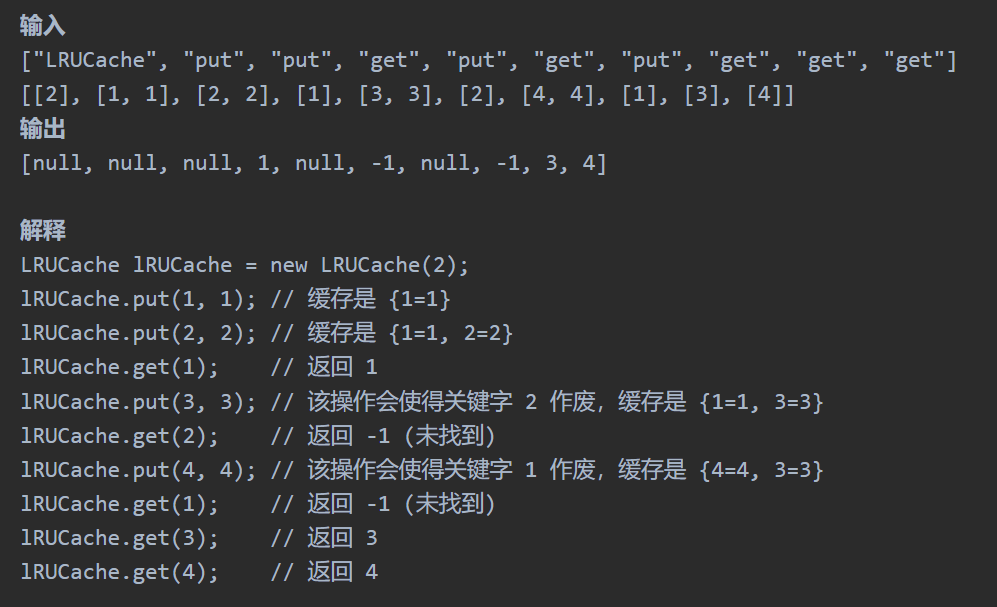 输入
["LRUCache", "put", "put", "get", "put", "get", "put", "get", "get", "get"]
[[2], [1, 1], [2, 2], [1], [3, 3], [2], [4, 4], [1], [3], [4]]
输出
[null, null, null, 1, null, -1, null, -1, 3, 4]
解释
LRUCache lRUCache = new LRUCache(2);
lRUCache.put(1, 1); // 缓存是 {1=1}
lRUCache.put(2, 2); // 缓存是 {1=1, 2=2}
lRUCache.get(1);    // 返回 1
lRUCache.put(3, 3); // 该操作会使得关键字 2 作废，缓存是 {1=1, 3=3}
lRUCache.get(2);    // 返回 -1 (未找到)
lRUCache.put(4, 4); // 该操作会使得关键字 1 作废，缓存是 {4=4, 3=3}
lRUCache.get(1);    // 返回 -1 (未找到)
lRUCache.get(3);    // 返回 3
lRUCache.get(4);    // 返回 4